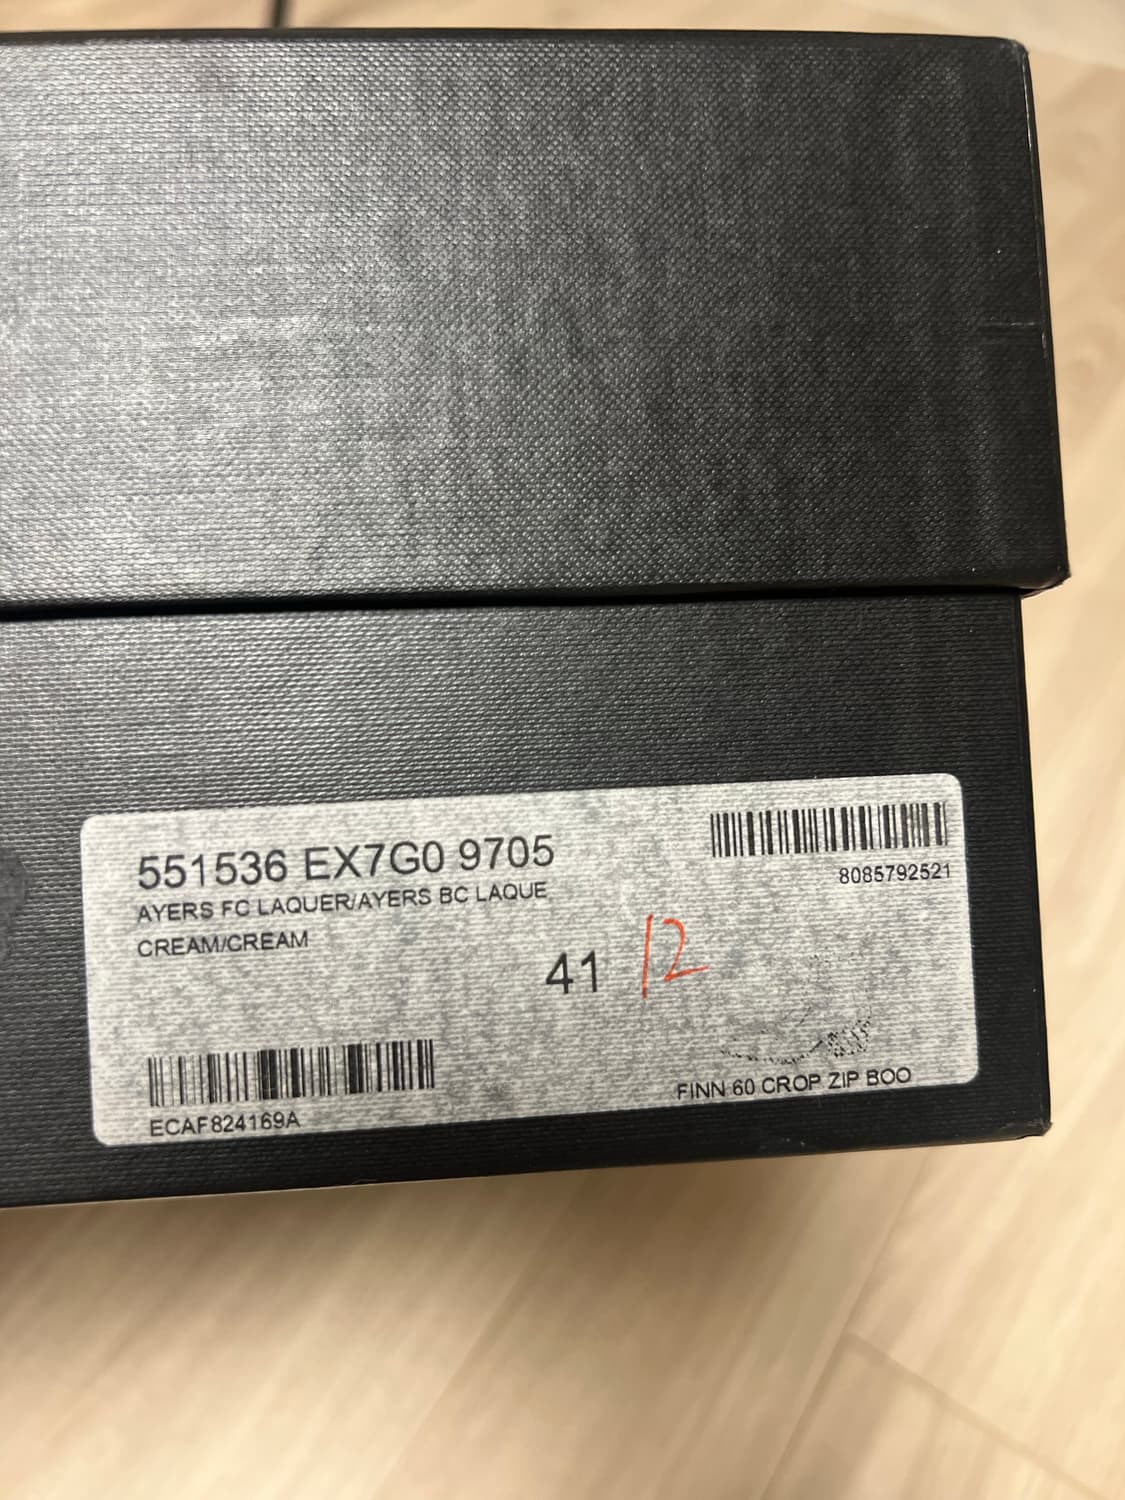 551536 EX7G0 9705
AYERS FC LAQUER/AYERS BC LAQUE
CREAM/CREAM
8085792521
41 12
ECAF824169A
FINN 60 CROP ZIP BOO